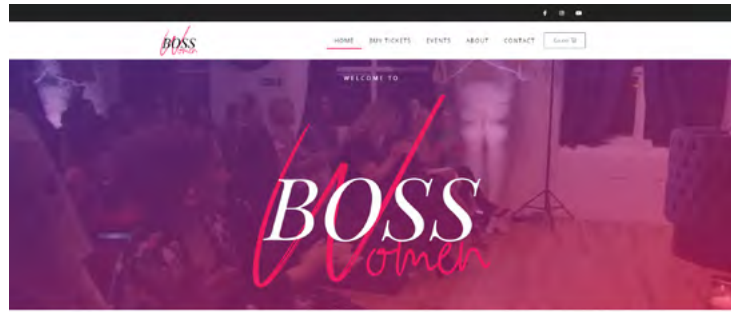 BOSS
Women
HOME BUY TICKETS EVENTS ABOUT CONTACT
WELCOME TO
BOSS
Women